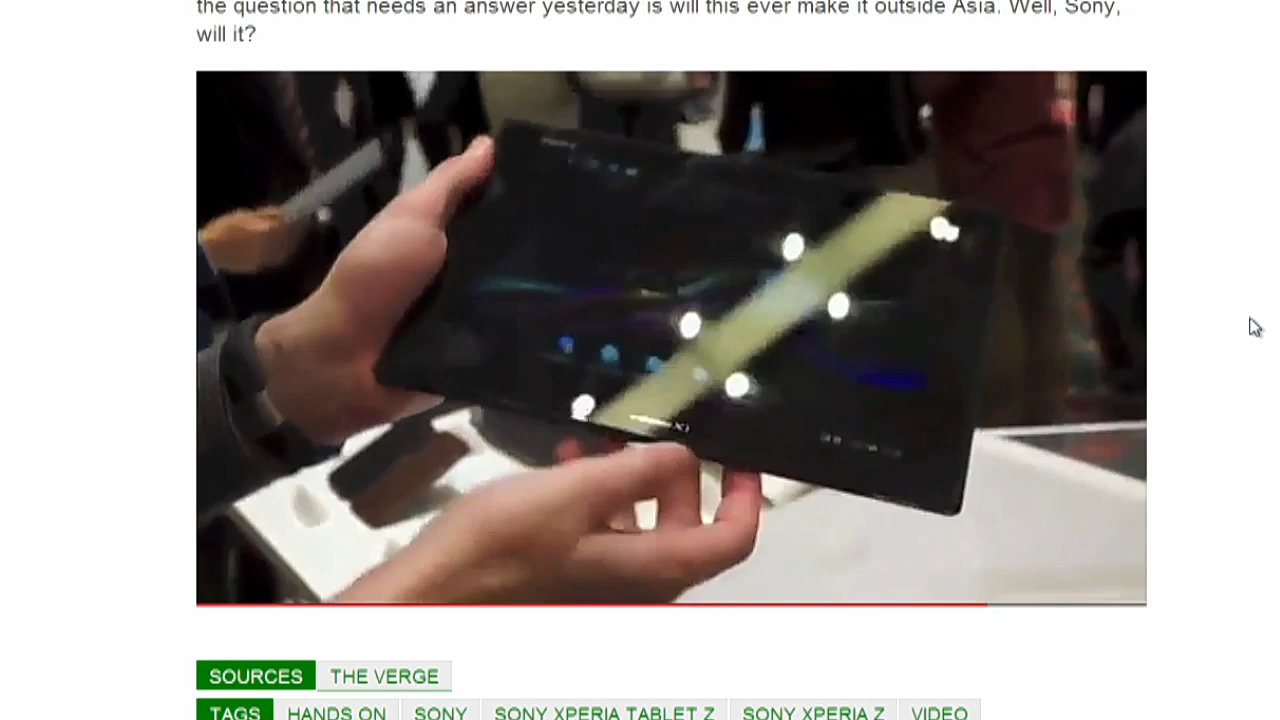 the question that needs an answer yesterday is will this ever make it outside Asia. Well, Sony,
will it?
SOURCES THE VERGE
TAGS HANDS ON SONY SONY XPERIA TABLET Z SONY XPERIA Z VIDEO